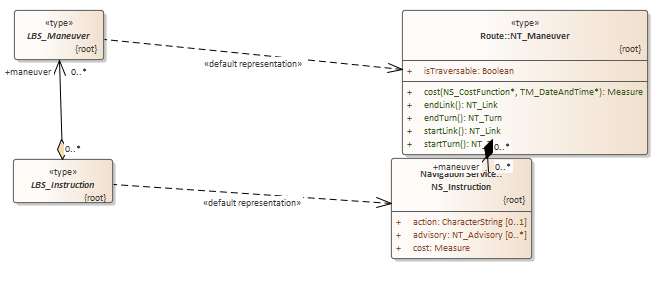 «type»
LBS_Maneuver
{root}
+maneuver
0..*
0..*
«type»
LBS_Instruction
{root}
«default representation»
«default representation»
«type»
Route::NT_Maneuver
{root}
+ isTraversable: Boolean
+ cost(NS_CostFunction*, TM_DateAndTime*): Measure
+ endLink(): NT_Link
+ endTurn(): NT_Turn
+ startLink(): NT_Link
+ startTurn(): NT_
0..*
+maneuver
0..*
Navigation Service::
NS_Instruction
{root}
+ action: CharacterString [0..1]
+ advisory: NT_Advisory [0..*]
+ cost: Measure